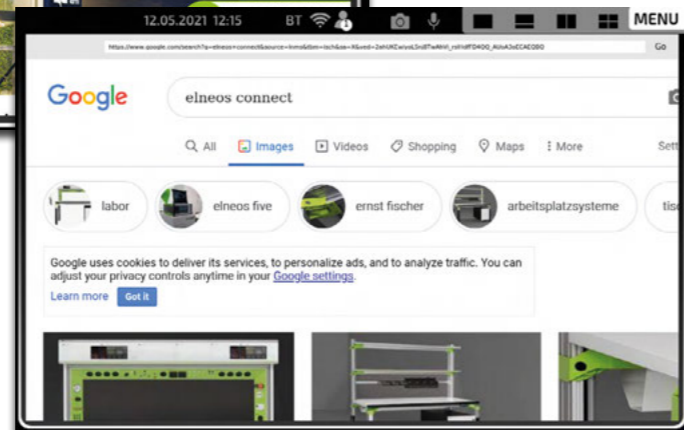 12.05.2021 12:15 BT MENU
Go
Google elneos connect
All Images Videos Shopping Maps More Sett
labor elneos five ernst fischer arbeitsplatzsysteme tisc
Google uses cookies to deliver its services, to personalize ads, and to analyze traffic. You can
adjust your privacy controls anytime in your Google settings.
Learn more Got it